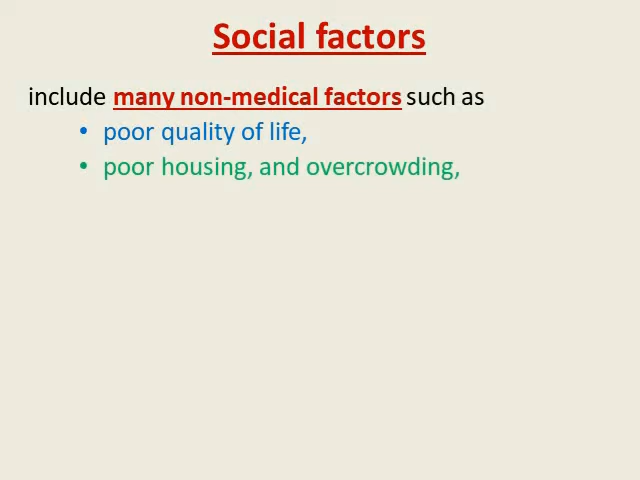 Social factors
include many non-medical factors such as
• poor quality of life,
• poor housing, and overcrowding,